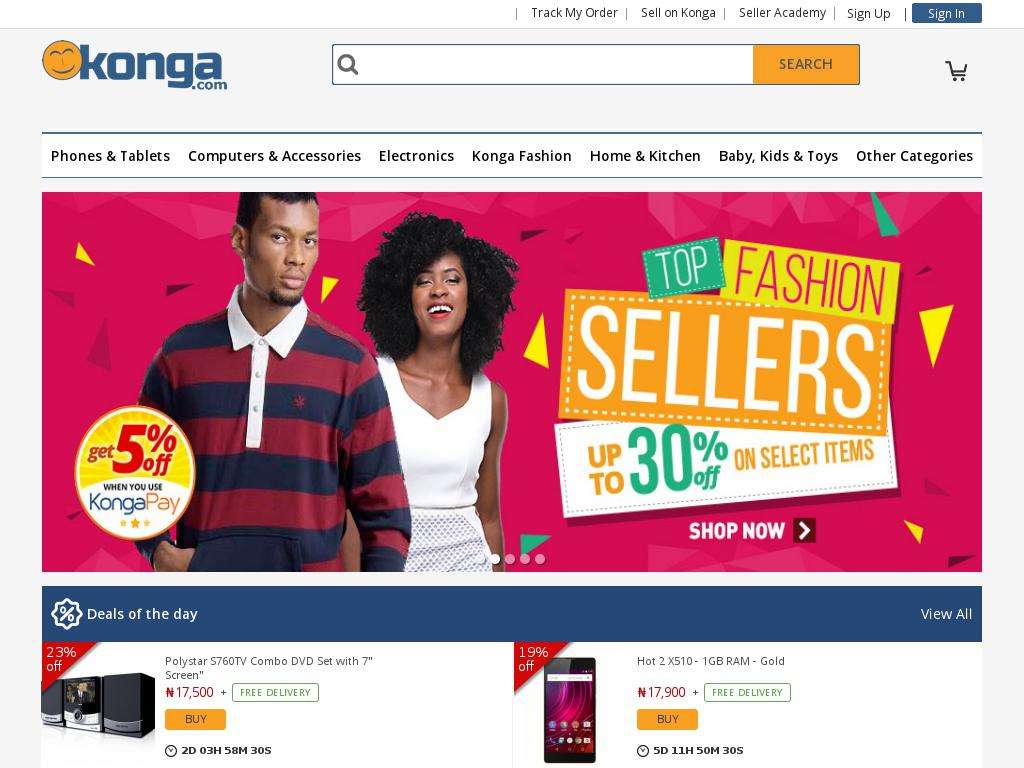 Track My Order
Sell on Konga
Seller Academy
Sign Up
Sign In
konga
.com
SEARCH
Phones & Tablets
Computers & Accessories
Electronics
Konga Fashion
Home & Kitchen
Baby, Kids & Toys
Other Categories
TOP FASHION
SELLERS
UP TO 30% off ON SELECT ITEMS
SHOP NOW
get 5% off
WHEN YOU USE
KongaPay
Deals of the day
View All
23%
off
Polystar S760TV Combo DVD Set with 7"
Screen"
₦17,500 + FREE DELIVERY
BUY
2D 03H 58M 30S
19%
off
Hot 2 X510 - 1GB RAM - Gold
₦17,900 + FREE DELIVERY
BUY
5D 11H 50M 30S